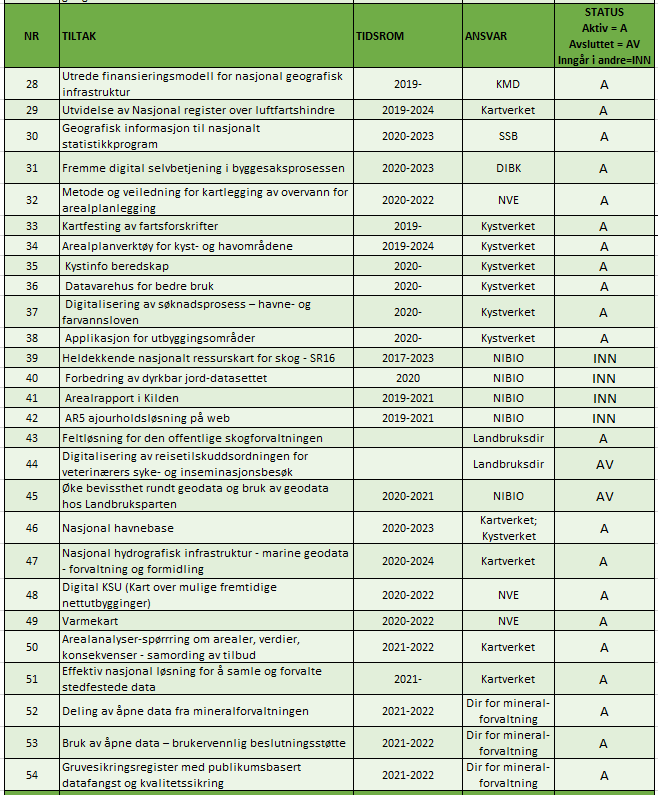 NR TILTAK TIDSROM ANSVAR STATUS
Aktiv = A
Avsluttet = AV
Inngår i andre=INN
28 Utrede finansieringsmodell for nasjonal geografisk
infrastruktur 2019- KMD A
29 Utvidelse av Nasjonal register over luftfartshindre 2019-2024 Kartverket A
30 Geografisk informasjon til nasjonalt
statistikkprogram 2020-2023 SSB A
31 Fremme digital selvbetjening i byggesaksprosessen 2020-2023 DIBK A
32 Metode og veiledning for kartlegging av overvann for
arealplanlegging 2020-2022 NVE A
33 Kartfesting av fartsforskrifter 2019- Kystverket A
34 Arealplanverktøy for kyst- og havområdene 2019-2024 Kystverket A
35 Kystinfo beredskap 2020- Kystverket A
36 Datavarehus for bedre bruk 2020- Kystverket A
37 Digitalisering av søknadsprosess – havne- og
farvannsloven 2020- Kystverket A
38 Applikasjon for utbyggingsområder 2020- Kystverket A
39 Heldekkende nasjonalt ressurskart for skog - SR16 2017-2023 NIBIO INN
40 Forbedring av dyrkbar jord-datasettet 2020 NIBIO INN
41 Arealrapport i Kilden 2019-2021 NIBIO INN
42 AR5 ajourholdsløsning på web 2019-2021 NIBIO INN
43 Feltløsning for den offentlige skogforvaltningen Landbruksdir A
44 Digitalisering av reisetilskuddsordningen for
veterinærers syke- og inseminasjonsbesøk Landbruksdir AV
45 Øke bevissthet rundt geodata og bruk av geodata
hos Landbruksparten 2020-2021 NIBIO AV
46 Nasjonal havnebase 2020-2023 Kartverket;
Kystverket A
47 Nasjonal hydrografisk infrastruktur - marine geodata
- forvaltning og formidling 2020-2024 Kartverket A
48 Digital KSU (Kart over mulige fremtidige
nettutbygginger) 2020-2022 NVE A
49 Varmekart 2020-2022 NVE A
50 Arealanalyser-spørrring om arealer, verdier,
konsekvenser - samording av tilbud 2021-2022 Kartverket A
51 Effektiv nasjonal løsning for å samle og forvalte
stedfestede data 2021- Kartverket A
52 Deling av åpne data fra mineralforvaltningen 2021-2022 Dir for mineral-
forvaltning A
53 Bruk av åpne data – brukervennlig beslutningsstøtte 2021-2022 Dir for mineral-
forvaltning A
54 Gruvesikringsregister med publikumsbasert
datafangst og kvalitetssikring 2021-2022 Dir for mineral-
forvaltning A